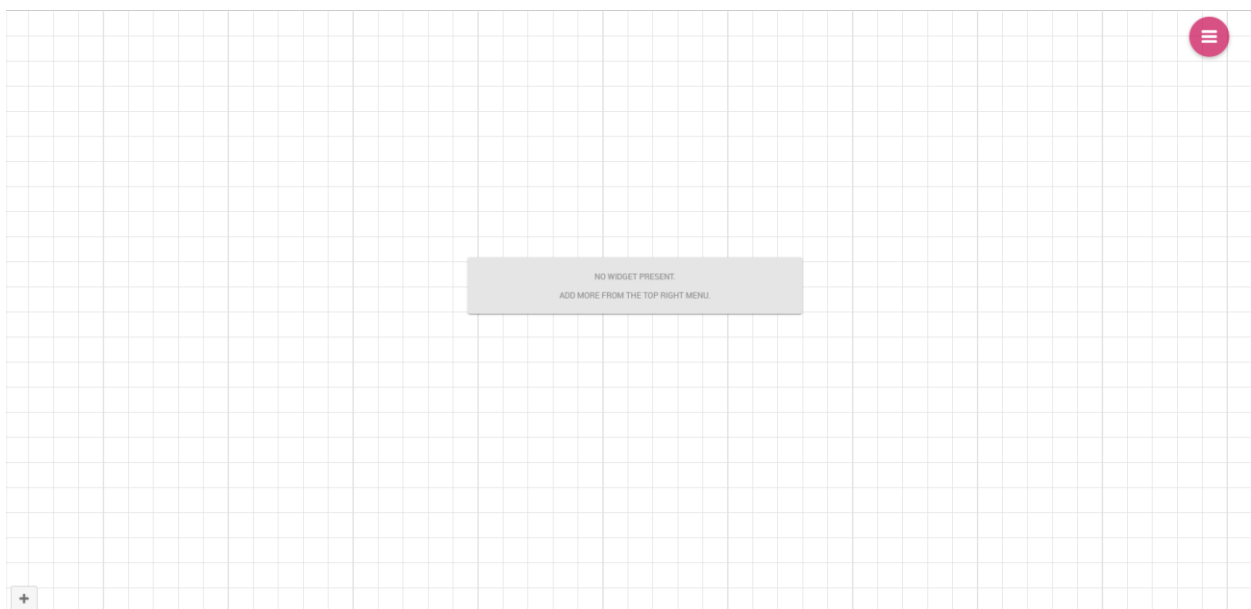 NO WIDGET PRESENT.
ADD MORE FROM THE TOP RIGHT MENU.